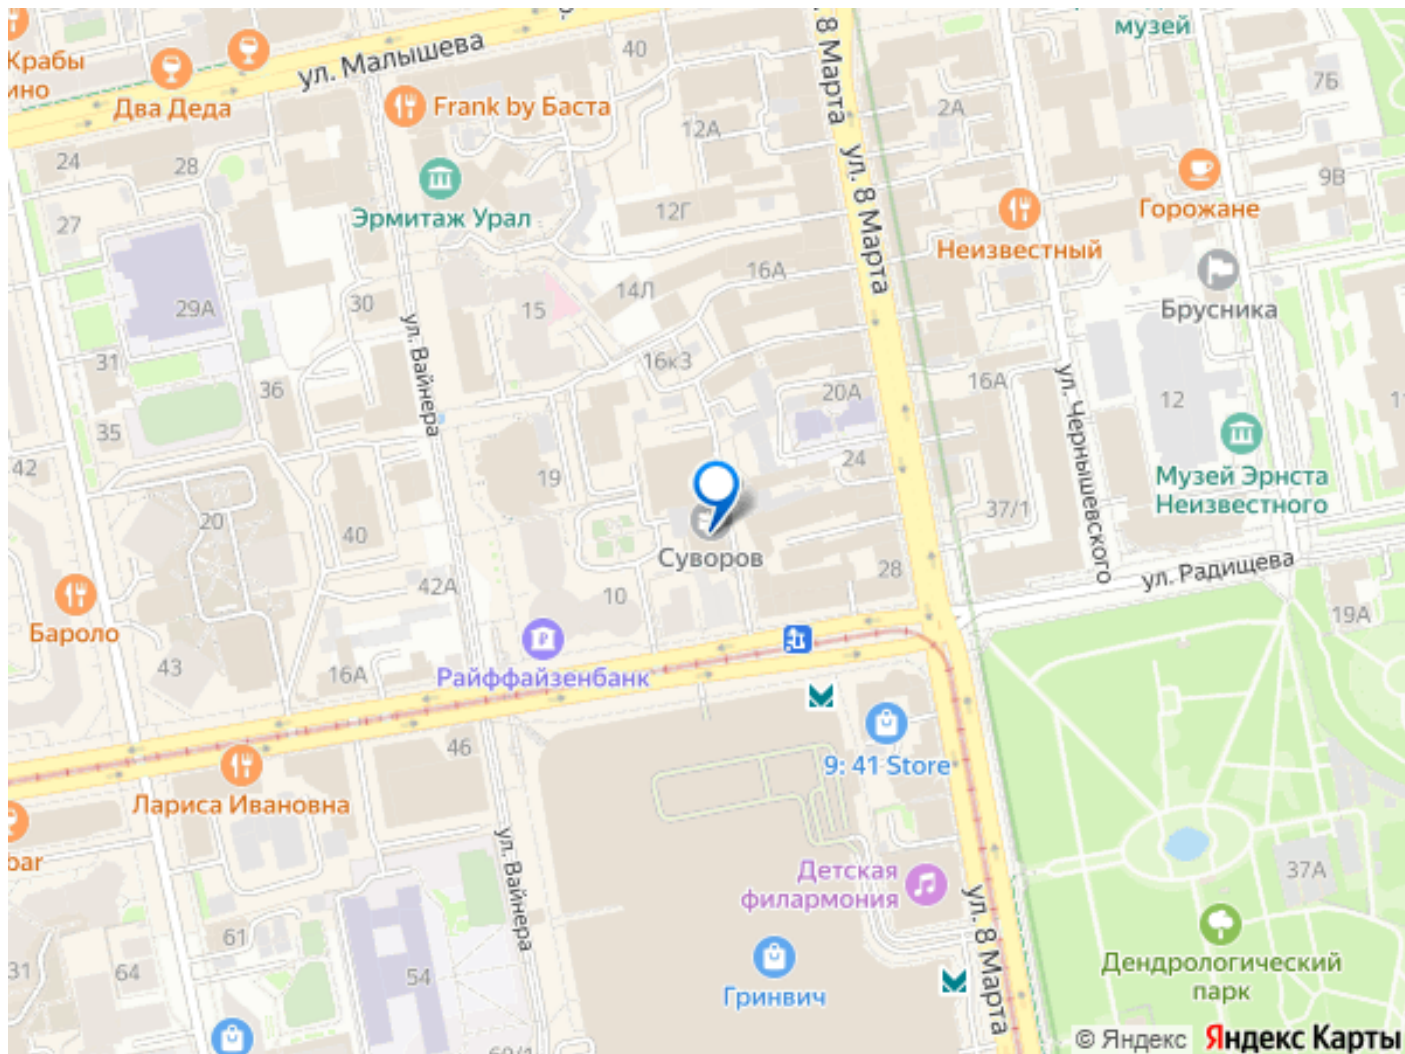 музей
ул. Малышева
40
ул. 8 Марта
Крабы
ино
Два Деда
Frank by Баста
7Б
2А
12А
24
28
Эрмитаж Урал
12Г
ул. 8 Марта
9В
Горожане
Неизвестный
27
16А
14Л
29А
30
15
Брусника
ул. Вайнера
31
36
16к3
20А
16А
12
ул. Чернышевского
35
42
19
24
Музей Эрнста
Неизвестного
20
40
37/1
Суворов
42А
10
28
ул. Радищева
Бароло
19А
43
16А
Райффайзенбанк
46
9: 41 Store
Лариса Ивановна
bar
ул. Вайнера
Детская
филармония
37А
ул. 8 Марта
61
31
64
54
Гринвич
Дендрологический
парк
© Яндекс Яндекс Карты